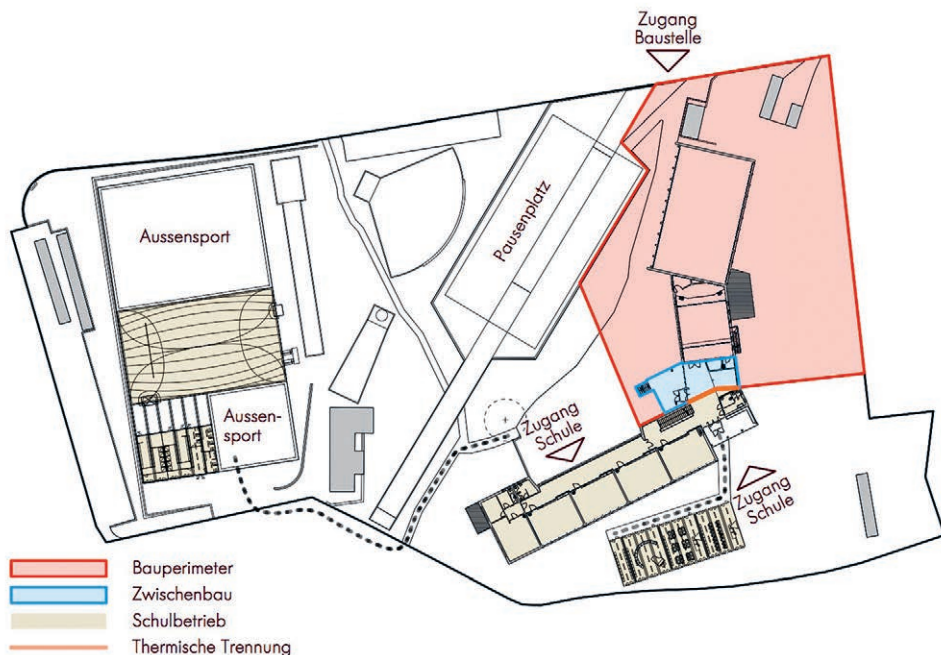 Zugang
Baustelle
Aussensport
Pausenplatz
Aussen-
sport
Zugang
Schule
Zugang
Schule
Bauperimeter
Zwischenbau
Schulbetrieb
Thermische Trennung